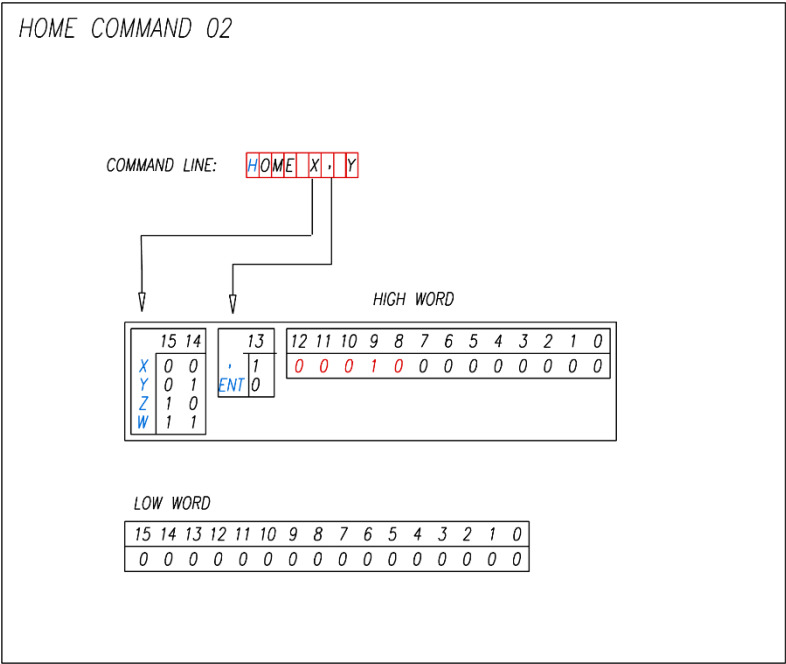 HOME COMMAND 02
COMMAND LINE: HOME X, Y
HIGH WORD
15 14 , 13 12 11 10 9 8 7 6 5 4 3 2 1 0
X 0 0 , 1 0 0 0 1 0 0 0 0 0 0 0 0 0
Y 0 1 ENT 0
Z 1 0
W 1 1
LOW WORD
15 14 13 12 11 10 9 8 7 6 5 4 3 2 1 0
0 0 0 0 0 0 0 0 0 0 0 0 0 0 0 0